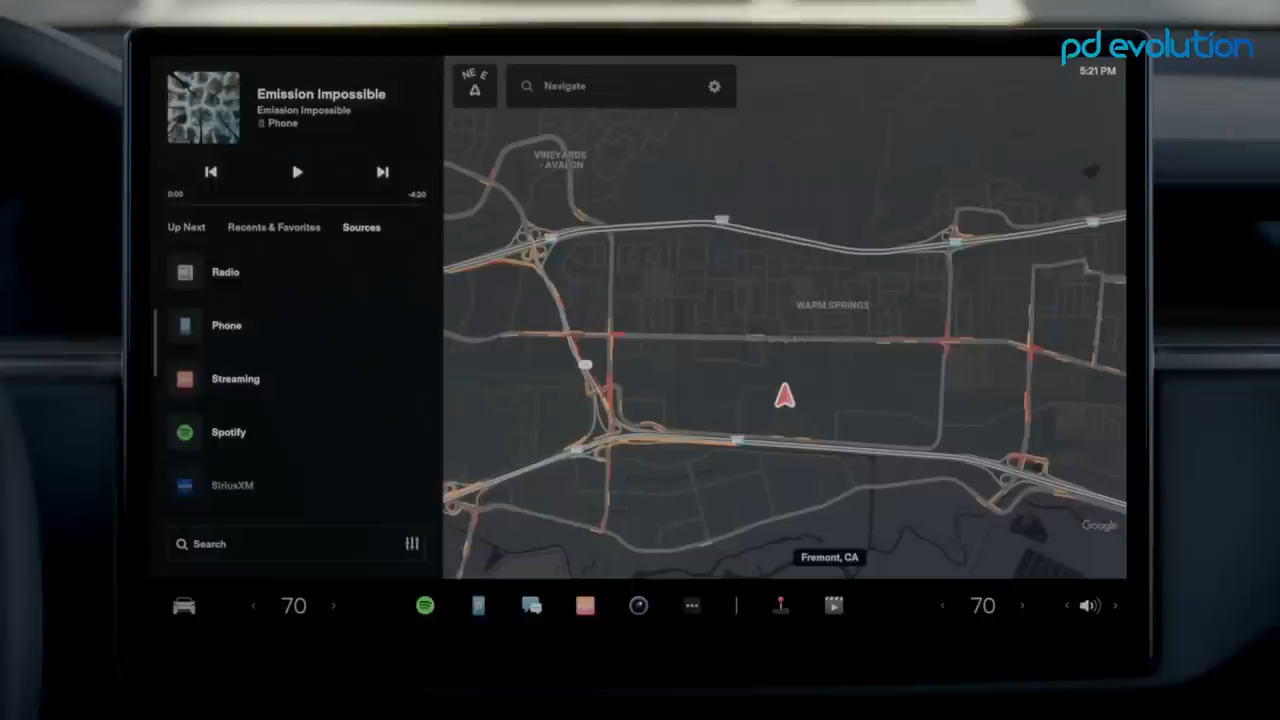 pd evolution
5:21 PM
Emission Impossible
Emission Impossible
Phone
0:00
-4:20
Up Next
Recents & Favorites
Sources
Radio
Phone
Streaming
Spotify
SiriusXM
Search
NE E
Navigate
VINEYARDS
- AVALON
WARM SPRINGS
Google
Fremont, CA
70
70